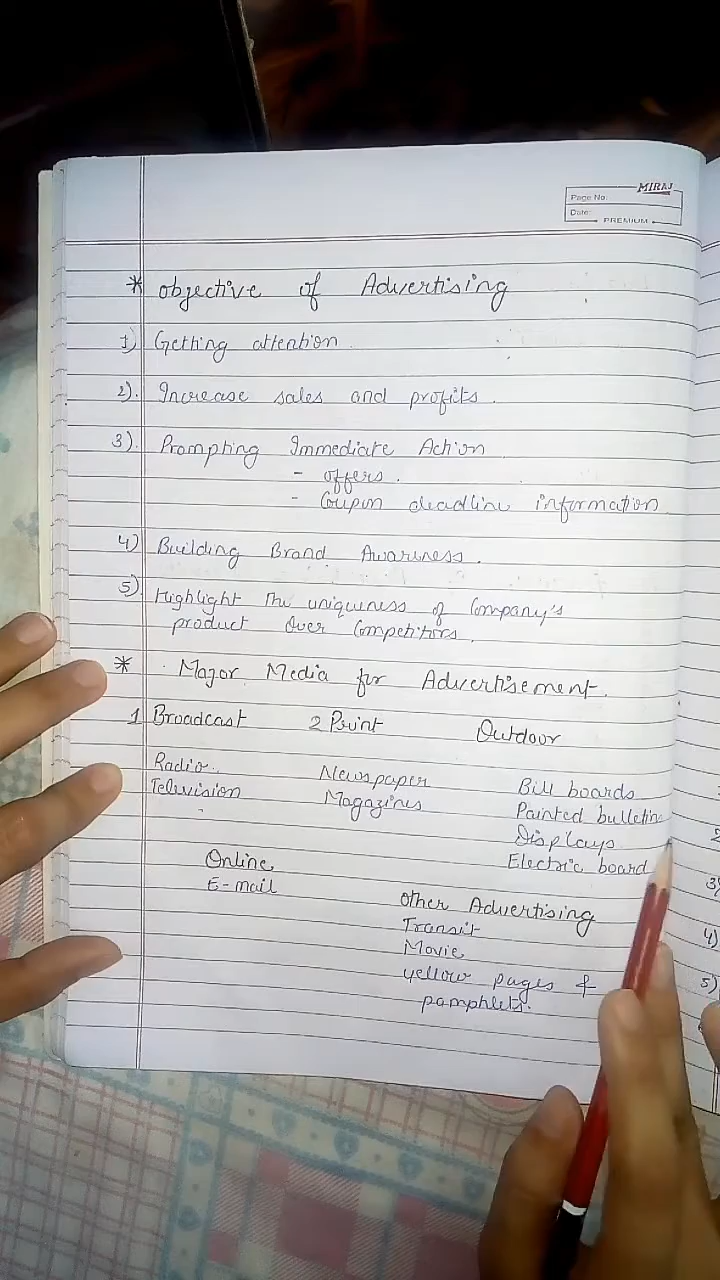 MIRAJ
Page No:
Date:
PREMIUM
* objective of Advertising
1) Getting attention.
2). Increase sales and profits.
3). Prompting Immediate Action
- offers.
- Coupon deadline information
4) Building Brand Awareness.
5). Highlight The uniqueness of Company's
product Over Competitors.
* Major Media for Advertisement.
1 Broadcast 2 Print Outdoor
Radio. Newspaper Bill boards
Television Magazines Painted bulletin
Displays
Online Electric board
E-mail
Other Advertising
Transit
Movie
yellow pages &
pamphlets.
3)
4)
5)